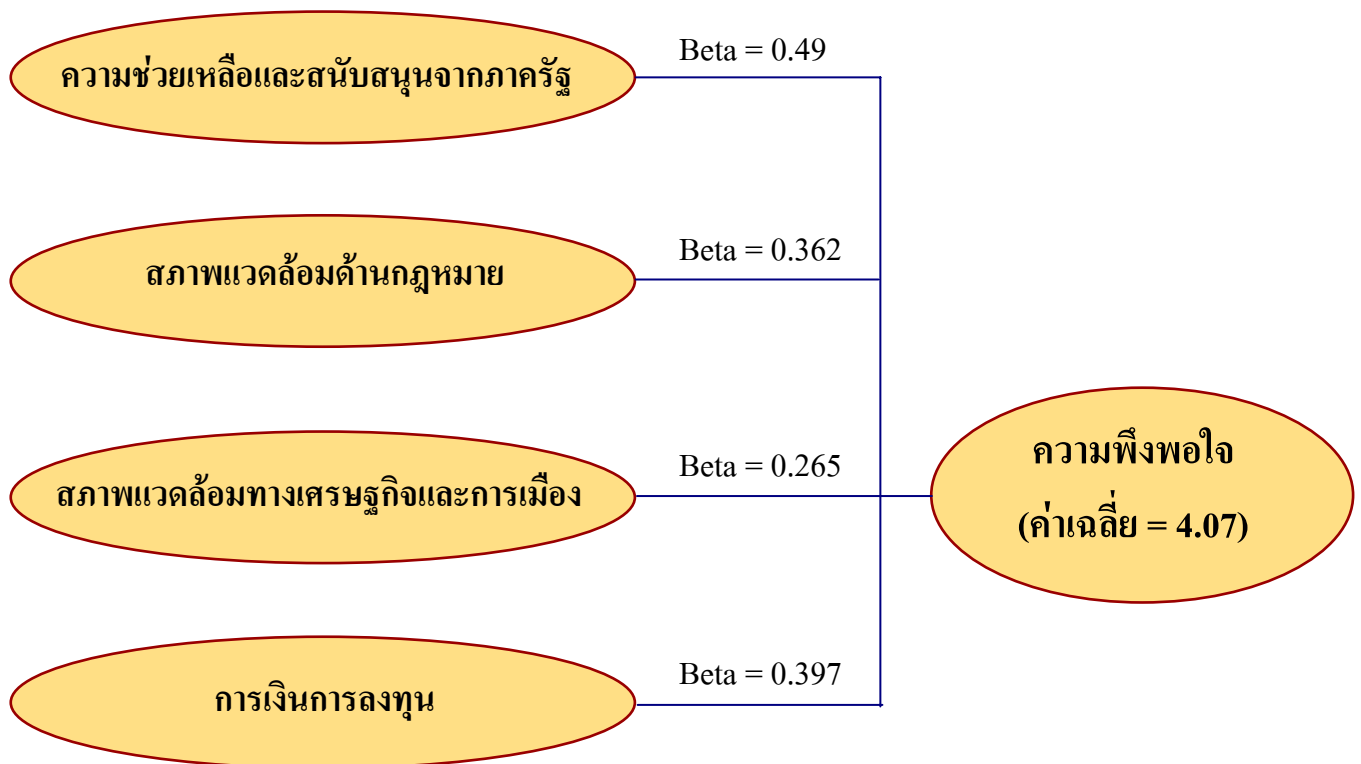 ความช่วยเหลือและสนับสนุนจากภาครัฐ
Beta = 0.49
สภาพแวดล้อมด้านกฎหมาย
Beta = 0.362
สภาพแวดล้อมทางเศรษฐกิจและการเมือง
Beta = 0.265
ความพึงพอใจ
(ค่าเฉลี่ย = 4.07)
การเงินการลงทุน
Beta = 0.397